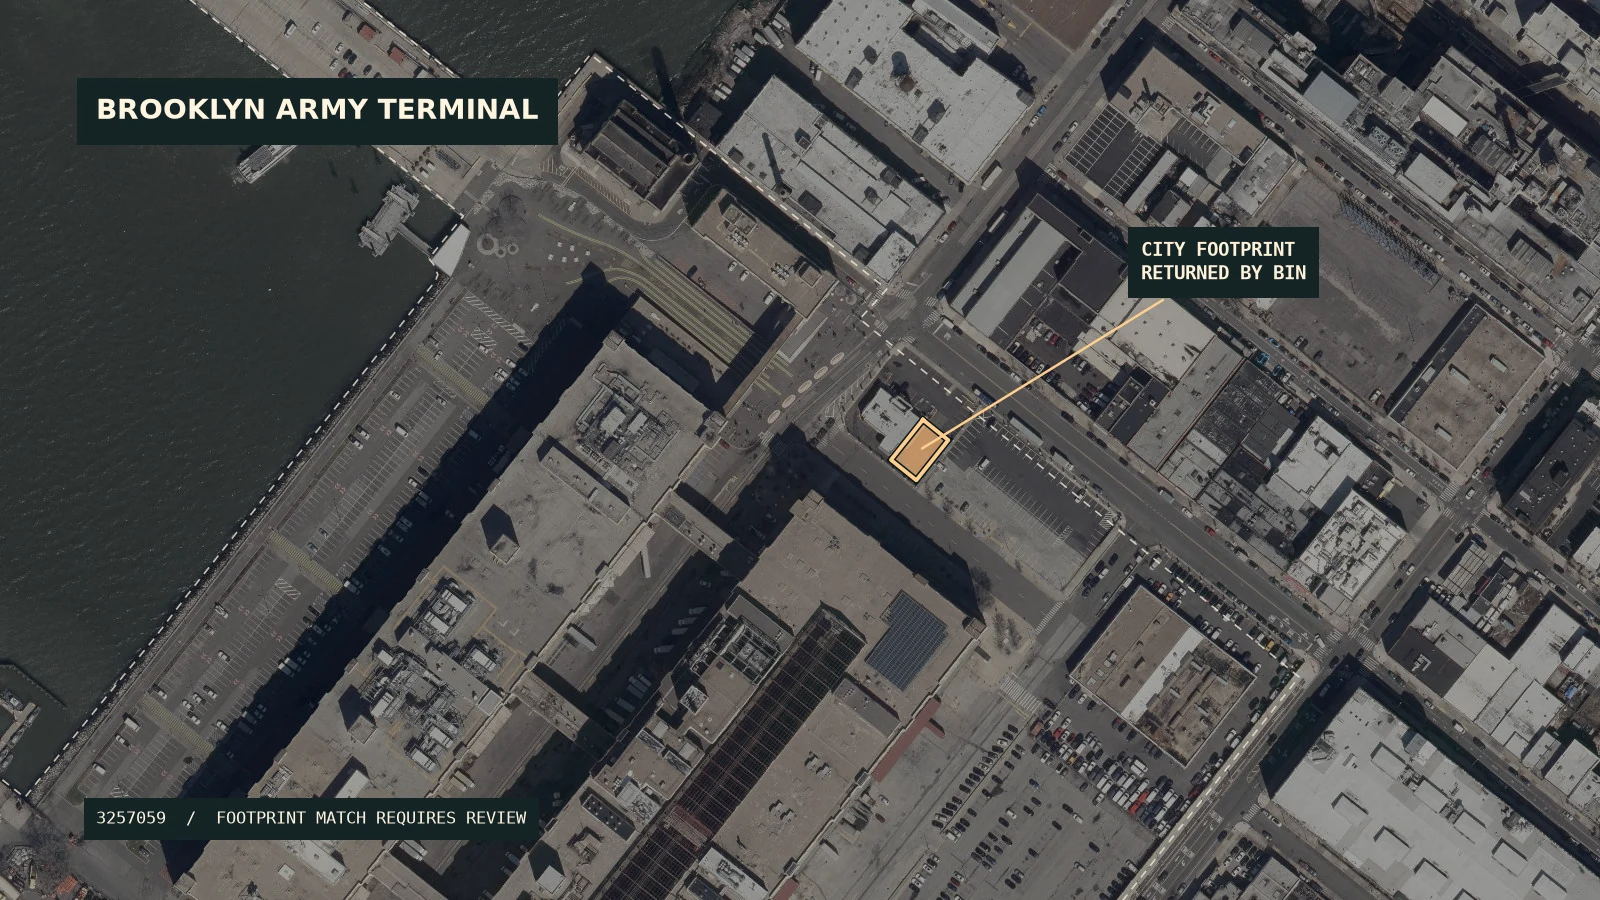 BROOKLYN ARMY TERMINAL
CITY FOOTPRINT
RETURNED BY BIN
3257059 / FOOTPRINT MATCH REQUIRES REVIEW